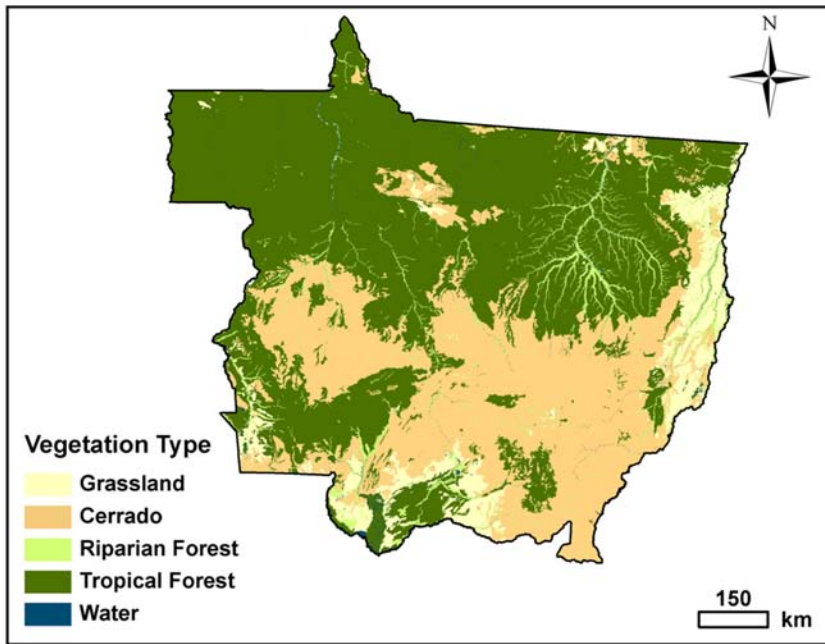 N
Vegetation Type
Grassland
Cerrado
Riparian Forest
Tropical Forest
Water
150
km